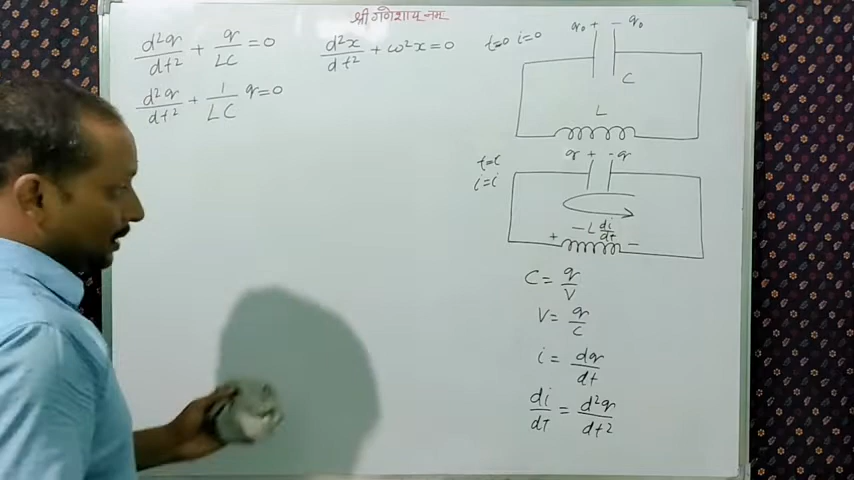 श्री गणेशाय नमः
d²q/dt² + q/LC = 0
d²x/dt² + ω²x = 0
d²q/dt² + 1/LC q = 0
t=0 i=0
q₀ + − q₀
C
L
t=t
i=i
q + −q
−L di/dt
+ −
C = q/V
V = q/C
i = dq/dt
di/dt = d²q/dt²